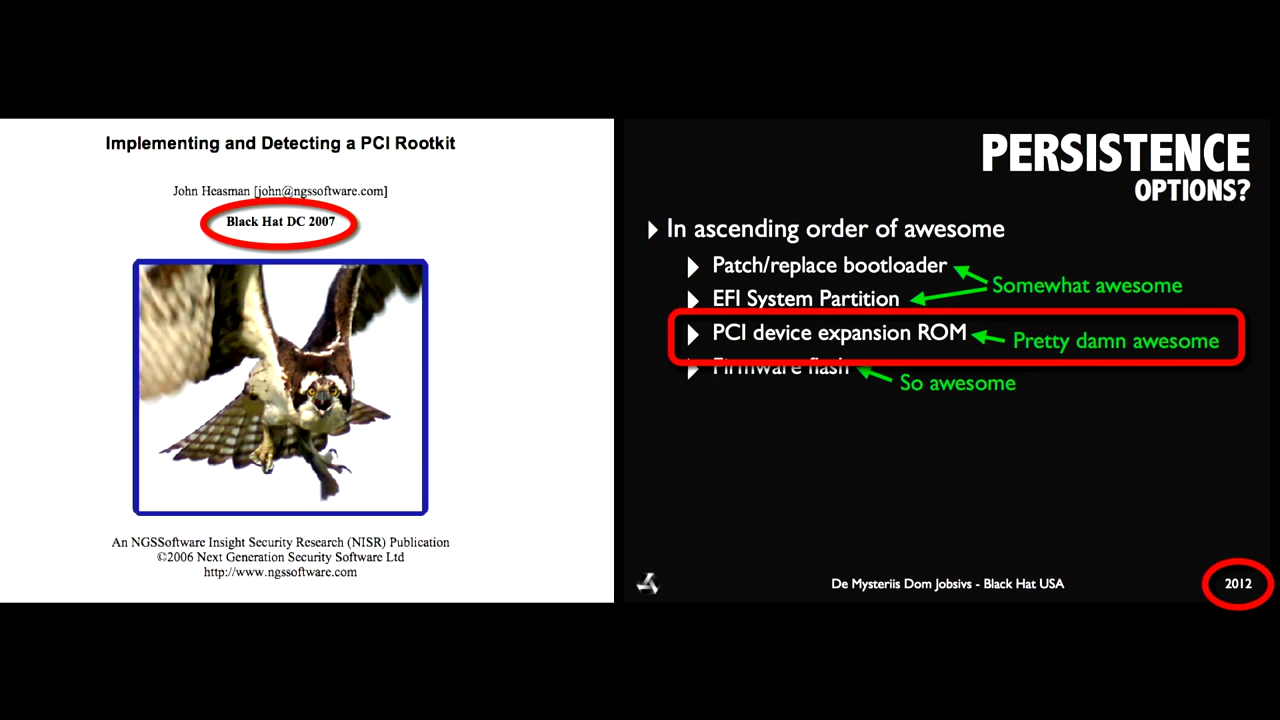 Implementing and Detecting a PCI Rootkit
John Heasman [john@ngssoftware.com]
Black Hat DC 2007
An NGSSoftware Insight Security Research (NISR) Publication
©2006 Next Generation Security Software Ltd
http://www.ngssoftware.com
PERSISTENCE
OPTIONS?
In ascending order of awesome
Patch/replace bootloader
Somewhat awesome
EFI System Partition
PCI device expansion ROM
Pretty damn awesome
Firmware flash
So awesome
De Mysteriis Dom Jobsivs - Black Hat USA
2012